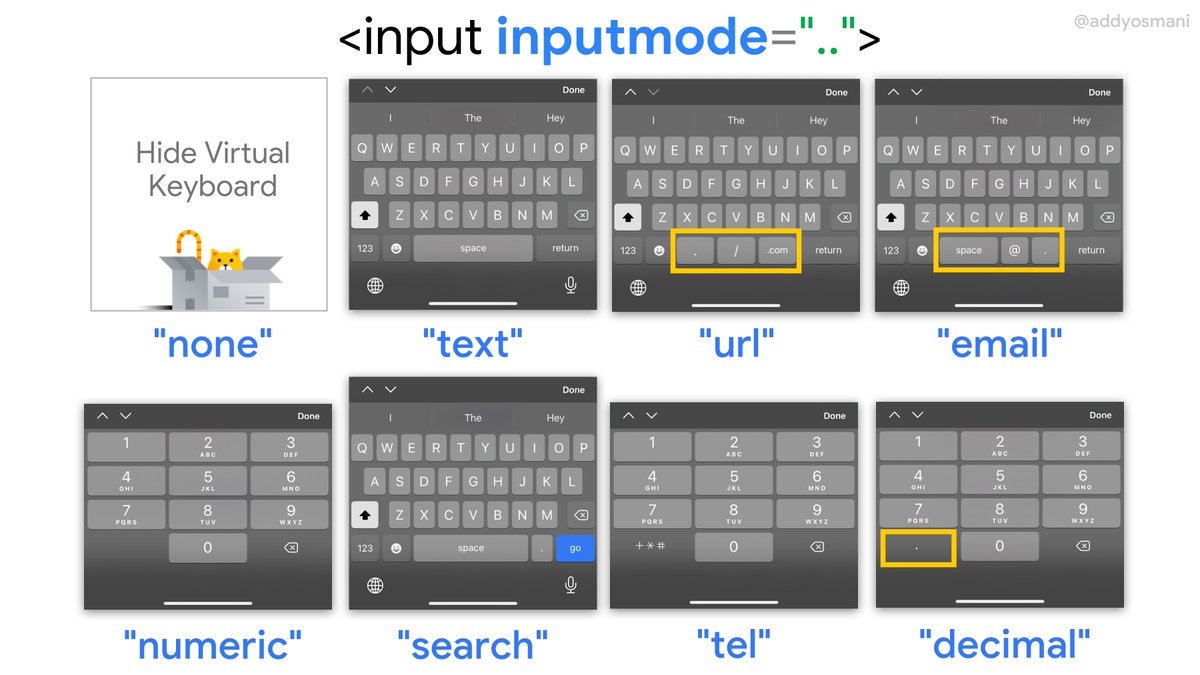 @addyosmani
<input inputmode="..">
Hide Virtual
Keyboard
"none"
Done
I The Hey
Q W E R T Y U I O P
A S D F G H J K L
Z X C V B N M
123 space return
"text"
Done
I The Hey
Q W E R T Y U I O P
A S D F G H J K L
Z X C V B N M
123 . / .com return
"url"
Done
I The Hey
Q W E R T Y U I O P
A S D F G H J K L
Z X C V B N M
123 space @ . return
"email"
Done
1 2 3
ABC DEF
4 5 6
GHI JKL MNO
7 8 9
PQRS TUV WXYZ
0
"numeric"
Done
I The Hey
Q W E R T Y U I O P
A S D F G H J K L
Z X C V B N M
123 space . go
"search"
Done
1 2 3
ABC DEF
4 5 6
GHI JKL MNO
7 8 9
PQRS TUV WXYZ
+*# 0
"tel"
Done
1 2 3
ABC DEF
4 5 6
GHI JKL MNO
7 8 9
PQRS TUV WXYZ
. 0
"decimal"